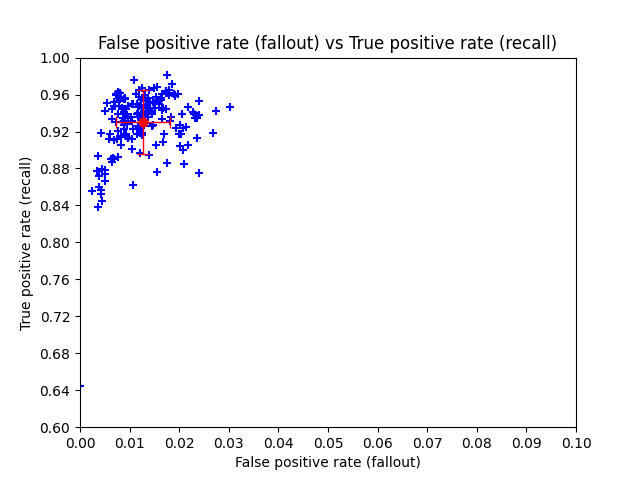 False positive rate (fallout) vs True positive rate (recall)
True positive rate (recall)
1.00
0.96
0.92
0.88
0.84
0.80
0.76
0.72
0.68
0.64
0.60
0.00 0.01 0.02 0.03 0.04 0.05 0.06 0.07 0.08 0.09 0.10
False positive rate (fallout)